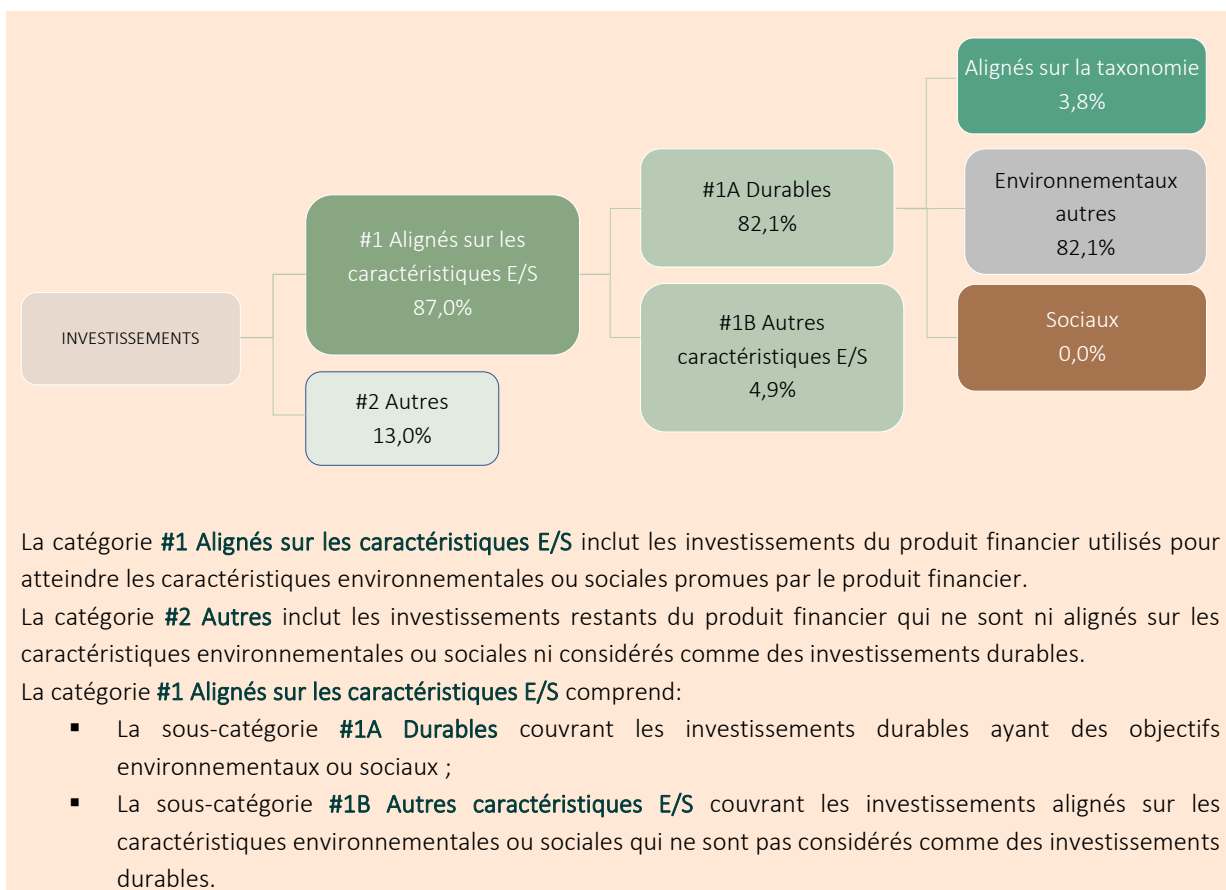 INVESTISSEMENTS
#1 Alignés sur les
caractéristiques E/S
87,0%
#2 Autres
13,0%
#1A Durables
82,1%
#1B Autres
caractéristiques E/S
4,9%
Alignés sur la taxonomie
3,8%
Environnementaux
autres
82,1%
Sociaux
0,0%
La catégorie #1 Alignés sur les caractéristiques E/S inclut les investissements du produit financier utilisés pour
atteindre les caractéristiques environnementales ou sociales promues par le produit financier.
La catégorie #2 Autres inclut les investissements restants du produit financier qui ne sont ni alignés sur les
caractéristiques environnementales ou sociales ni considérés comme des investissements durables.
La catégorie #1 Alignés sur les caractéristiques E/S comprend:
▪ La sous-catégorie #1A Durables couvrant les investissements durables ayant des objectifs
environnementaux ou sociaux ;
▪ La sous-catégorie #1B Autres caractéristiques E/S couvrant les investissements alignés sur les
caractéristiques environnementales ou sociales qui ne sont pas considérés comme des investissements
durables.